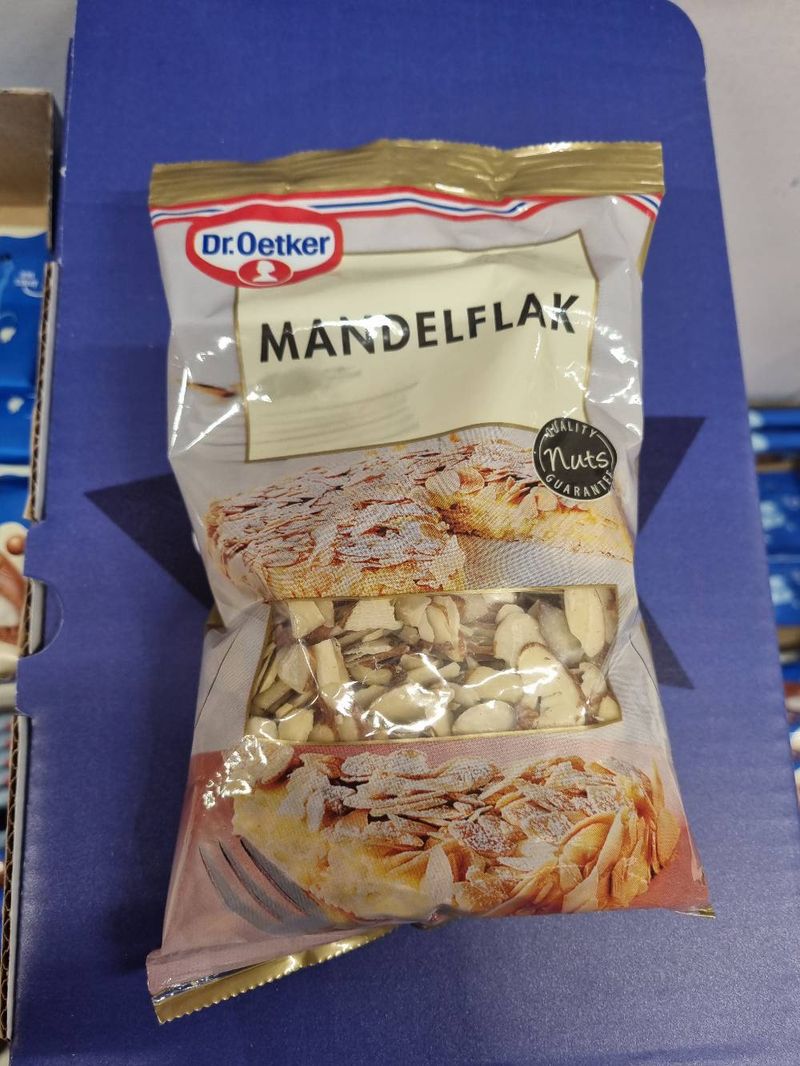 Dr.Oetker
MANDELFLAK
QUALITY
Nuts
GUARANTEE